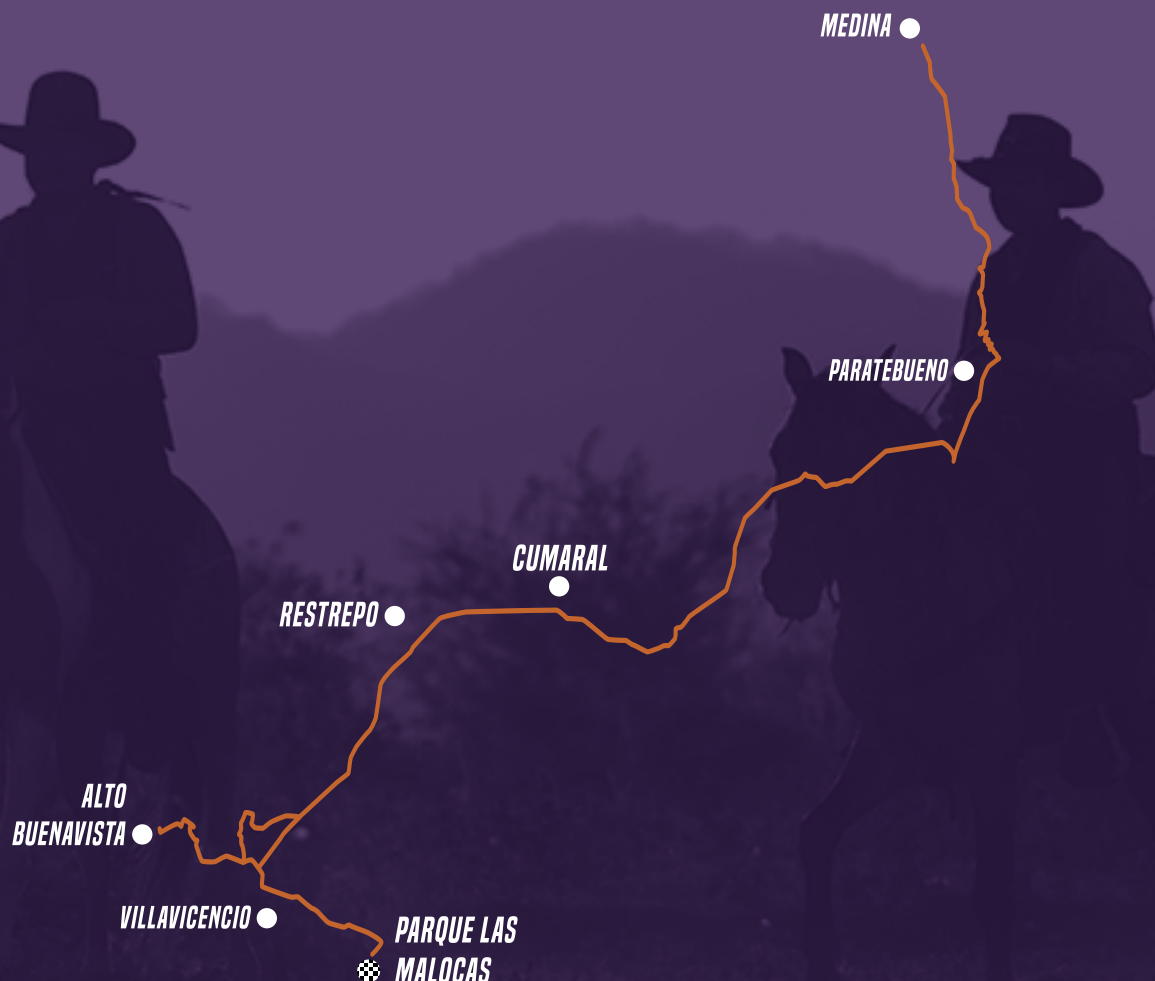 MEDINA
PARATEBUENO
CUMARAL
RESTREPO
ALTO
BUENAVISTA
VILLAVICENCIO
PARQUE LAS
MALOCAS